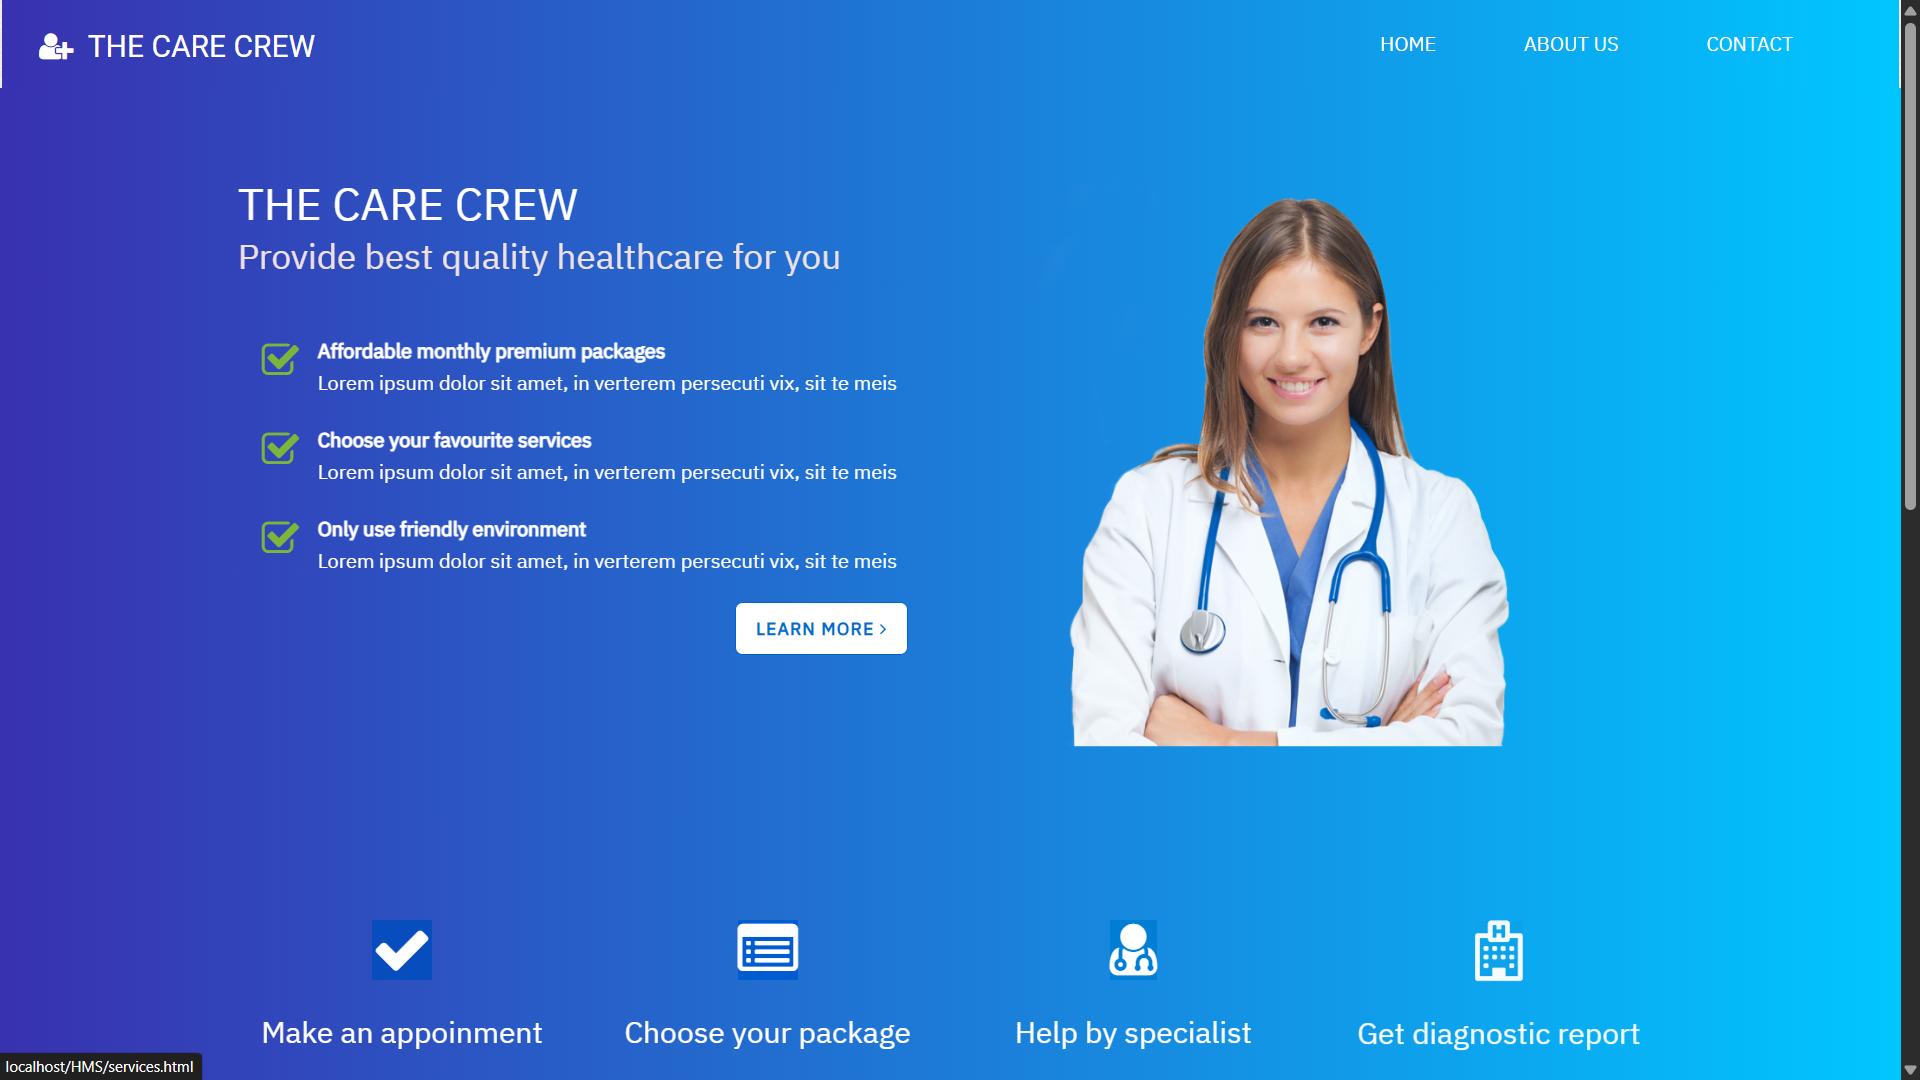 THE CARE CREW
HOME
ABOUT US
CONTACT
THE CARE CREW
Provide best quality healthcare for you
Affordable monthly premium packages
Lorem ipsum dolor sit amet, in verterem persecuti vix, sit te meis
Choose your favourite services
Lorem ipsum dolor sit amet, in verterem persecuti vix, sit te meis
Only use friendly environment
Lorem ipsum dolor sit amet, in verterem persecuti vix, sit te meis
LEARN MORE >
H
Make an appoinment
Choose your package
Help by specialist
Get diagnostic report
localhost/HMS/services.html